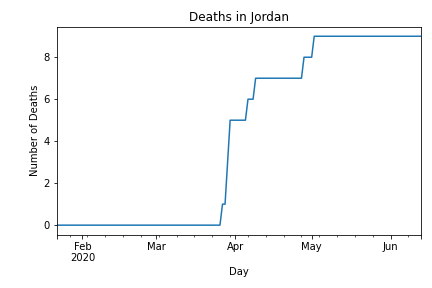 Deaths in Jordan
Number of Deaths
8
6
4
2
0
Feb
2020
Mar
Apr
May
Jun
Day